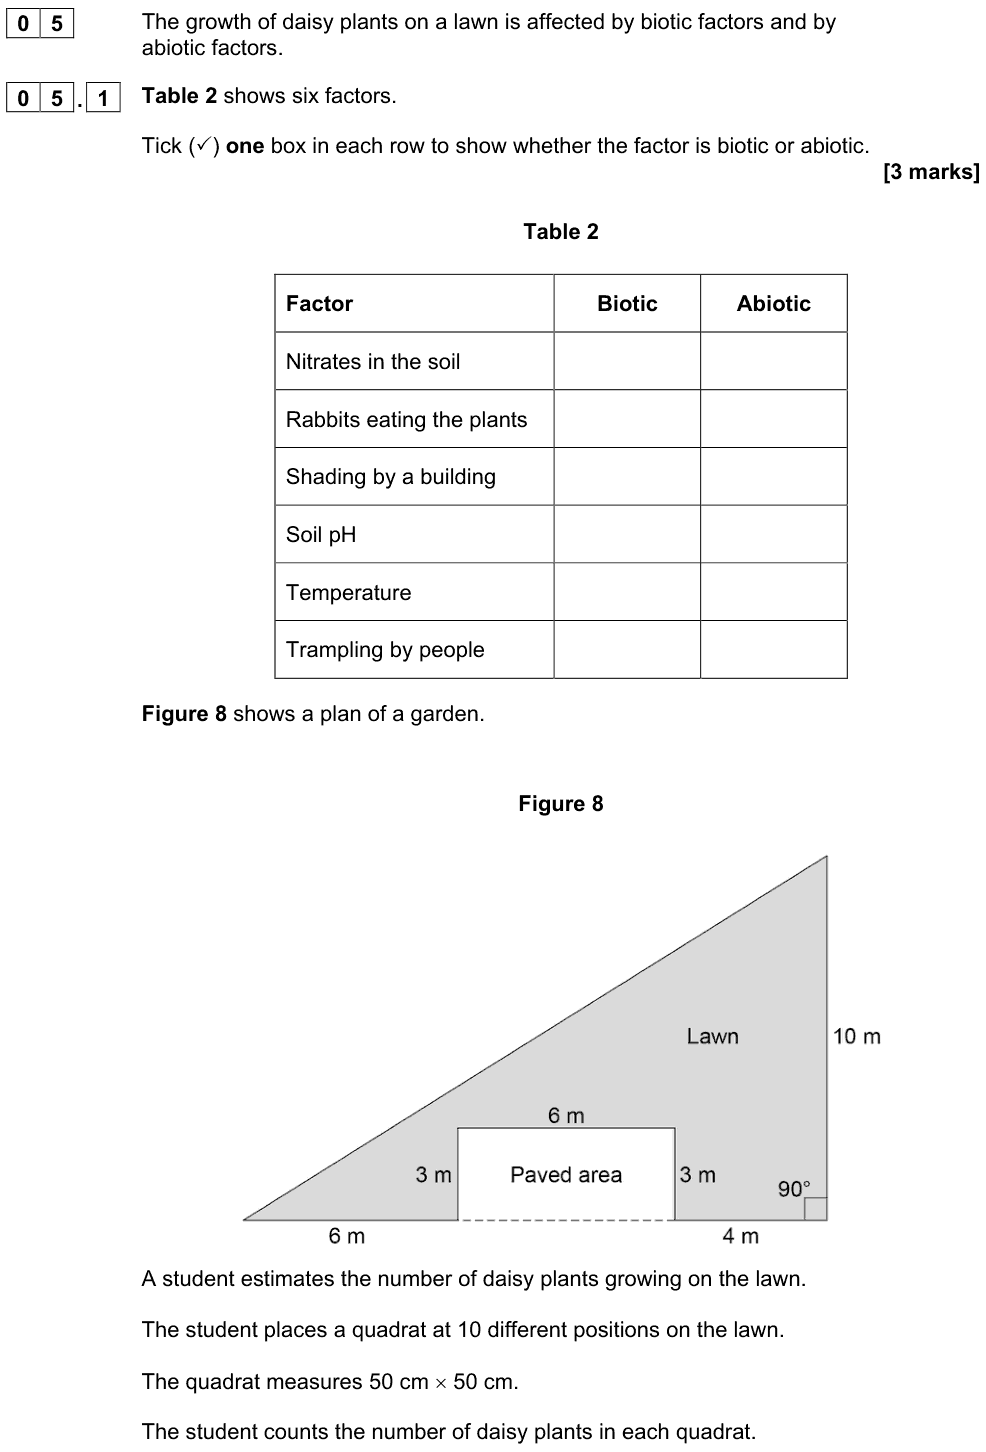 0 5 The growth of daisy plants on a lawn is affected by biotic factors and by
abiotic factors.
0 5 . 1 Table 2 shows six factors.
Tick (✓) one box in each row to show whether the factor is biotic or abiotic.
[3 marks]
Table 2
Factor Biotic Abiotic
Nitrates in the soil
Rabbits eating the plants
Shading by a building
Soil pH
Temperature
Trampling by people
Figure 8 shows a plan of a garden.
Figure 8
Lawn 10 m
6 m
3 m Paved area 3 m 90°
6 m 4 m
A student estimates the number of daisy plants growing on the lawn.
The student places a quadrat at 10 different positions on the lawn.
The quadrat measures 50 cm × 50 cm.
The student counts the number of daisy plants in each quadrat.